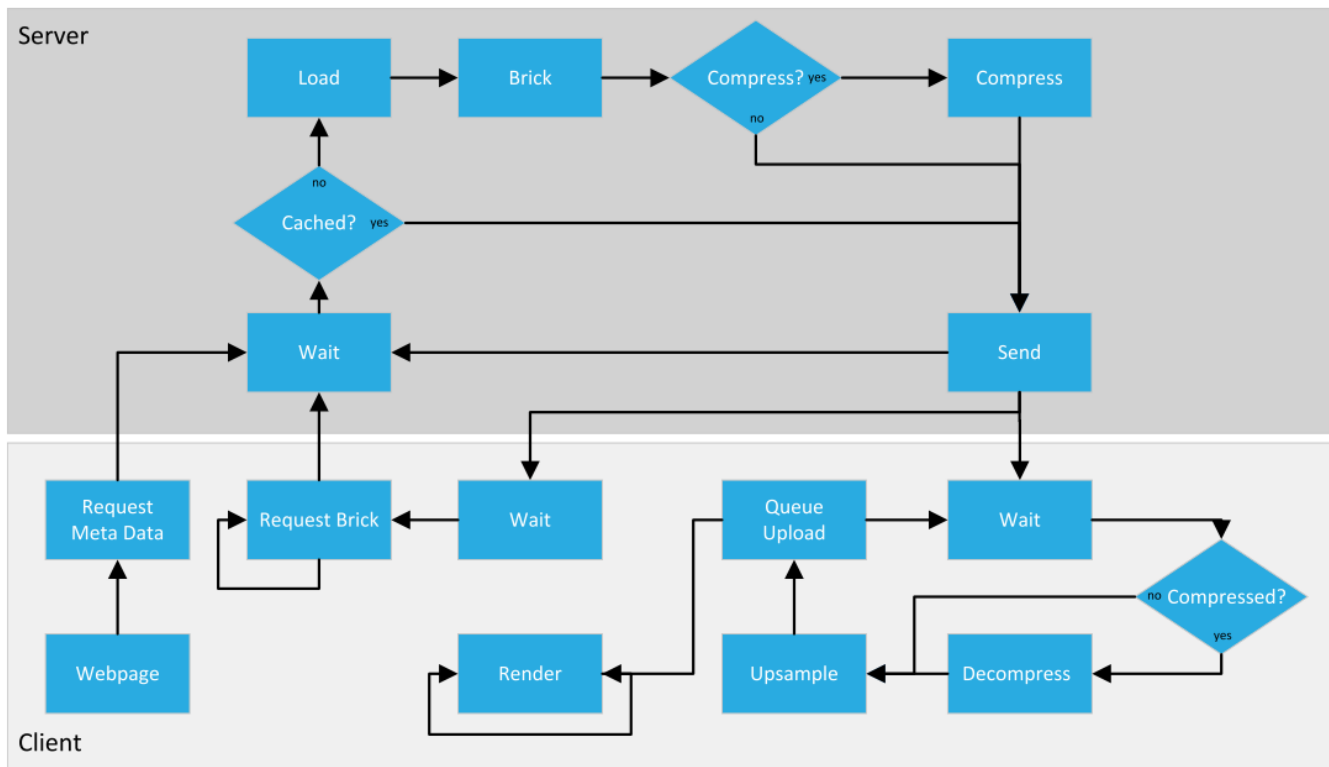 Server
Load
Brick
Compress?
yes
Compress
no
no
Cached?
yes
Wait
Send
Request
Meta Data
Request Brick
Wait
Queue
Upload
Wait
no
Compressed?
yes
Webpage
Render
Upsample
Decompress
Client